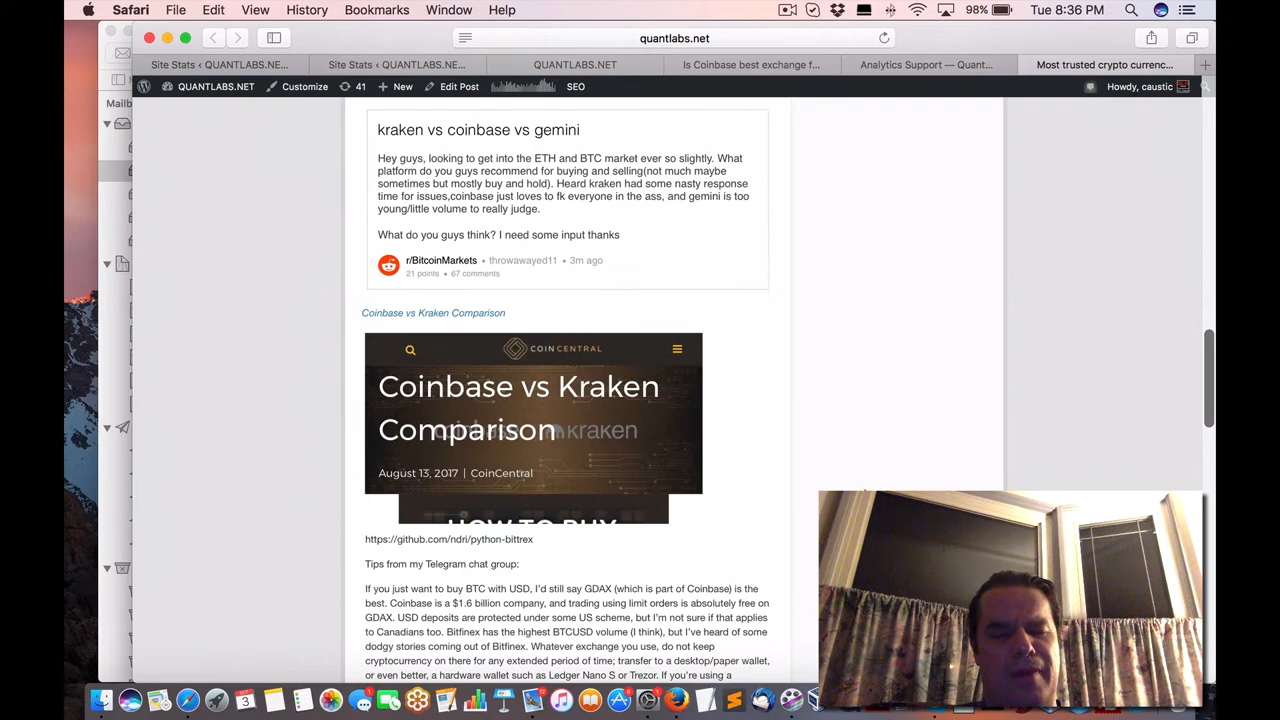 Safari File Edit View History Bookmarks Window Help 98% Tue 8:36 PM
quantlabs.net
Site Stats ‹ QUANTLABS.NE... Site Stats ‹ QUANTLABS.NE... QUANTLABS.NET Is Coinbase best exchange f... Analytics Support — Quant... Most trusted crypto currenc...
QUANTLABS.NET Customize 41 New Edit Post SEO Howdy, caustic
kraken vs coinbase vs gemini
Hey guys, looking to get into the ETH and BTC market ever so slightly. What
platform do you guys recommend for buying and selling(not much maybe
sometimes but mostly buy and hold). Heard kraken had some nasty response
time for issues,coinbase just loves to fk everyone in the ass, and gemini is too
young/little volume to really judge.
What do you guys think? I need some input thanks
r/BitcoinMarkets • throwawayed11 • 3m ago
21 points • 67 comments
Coinbase vs Kraken Comparison
COINCENTRAL
Coinbase vs Kraken
Comparison
kraken
August 13, 2017 | CoinCentral
HOW TO BUY
https://github.com/ndri/python-bittrex
Tips from my Telegram chat group:
If you just want to buy BTC with USD, I'd still say GDAX (which is part of Coinbase) is the
best. Coinbase is a $1.6 billion company, and trading using limit orders is absolutely free on
GDAX. USD deposits are protected under some US scheme, but I'm not sure if that applies
to Canadians too. Bitfinex has the highest BTCUSD volume (I think), but I've heard of some
dodgy stories coming out of Bitfinex. Whatever exchange you use, do not keep
cryptocurrency on there for any extended period of time; transfer to a desktop/paper wallet,
or even better, a hardware wallet such as Ledger Nano S or Trezor. If you're using a